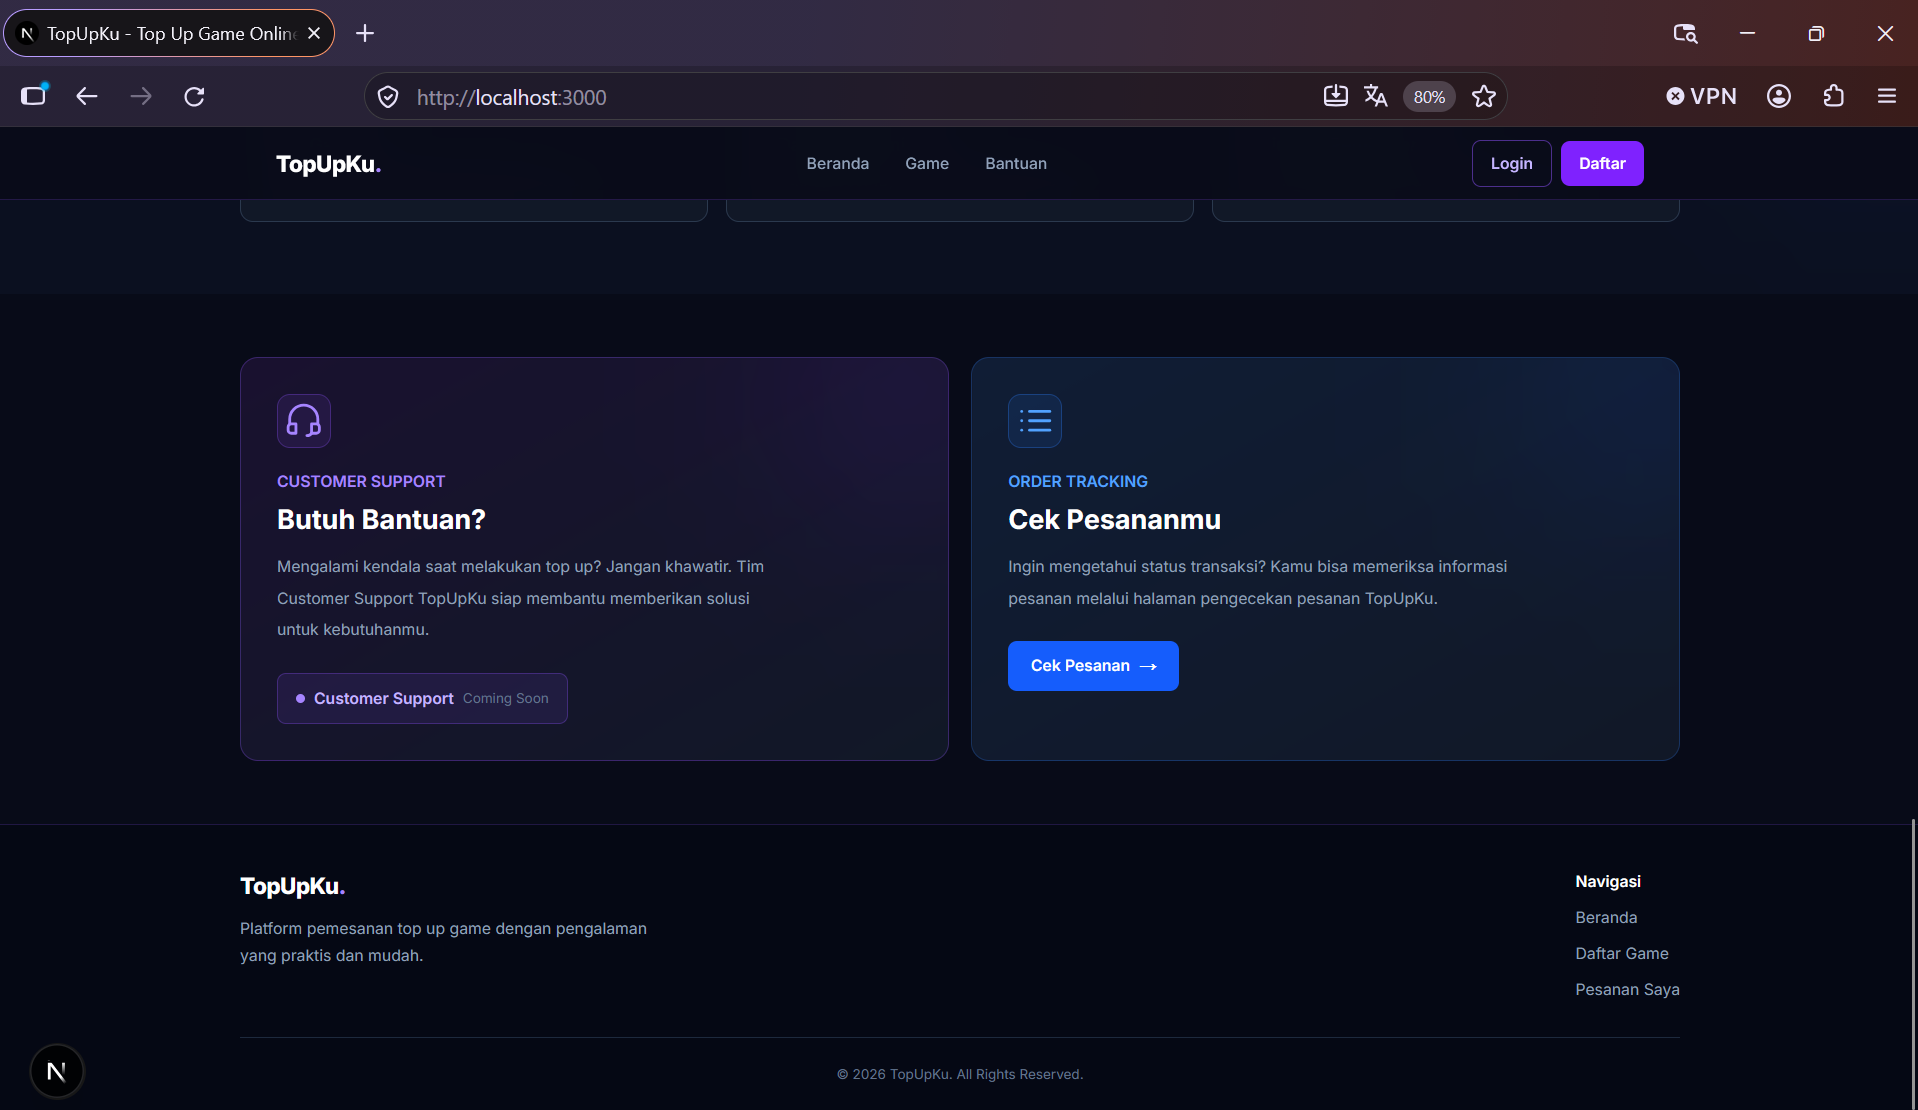 TopUpKu - Top Up Game Online
http://localhost:3000
80%
VPN
TopUpKu.
Beranda
Game
Bantuan
Login
Daftar
CUSTOMER SUPPORT
Butuh Bantuan?
Mengalami kendala saat melakukan top up? Jangan khawatir. Tim
Customer Support TopUpKu siap membantu memberikan solusi
untuk kebutuhanmu.
Customer Support Coming Soon
ORDER TRACKING
Cek Pesananmu
Ingin mengetahui status transaksi? Kamu bisa memeriksa informasi
pesanan melalui halaman pengecekan pesanan TopUpKu.
Cek Pesanan →
TopUpKu.
Platform pemesanan top up game dengan pengalaman
yang praktis dan mudah.
Navigasi
Beranda
Daftar Game
Pesanan Saya
© 2026 TopUpKu. All Rights Reserved.